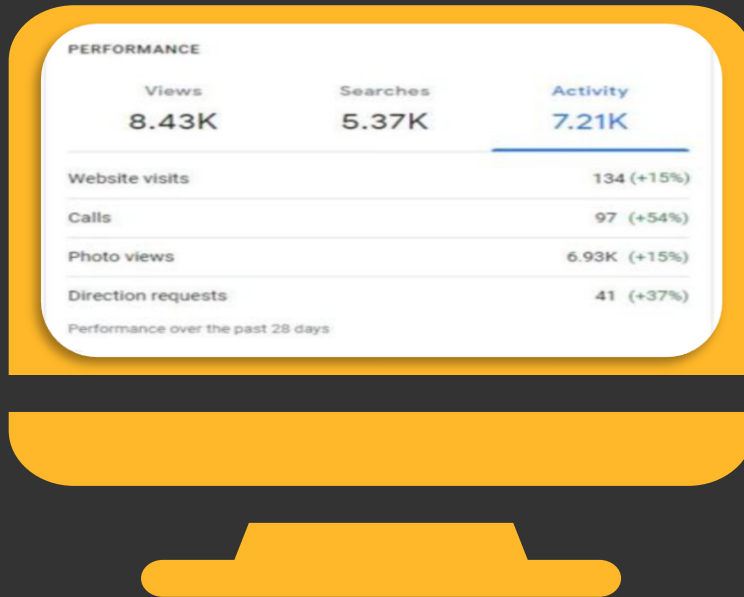 PERFORMANCE
Views Searches Activity
8.43K 5.37K 7.21K
Website visits 134 (+15%)
Calls 97 (+54%)
Photo views 6.93K (+15%)
Direction requests 41 (+37%)
Performance over the past 28 days